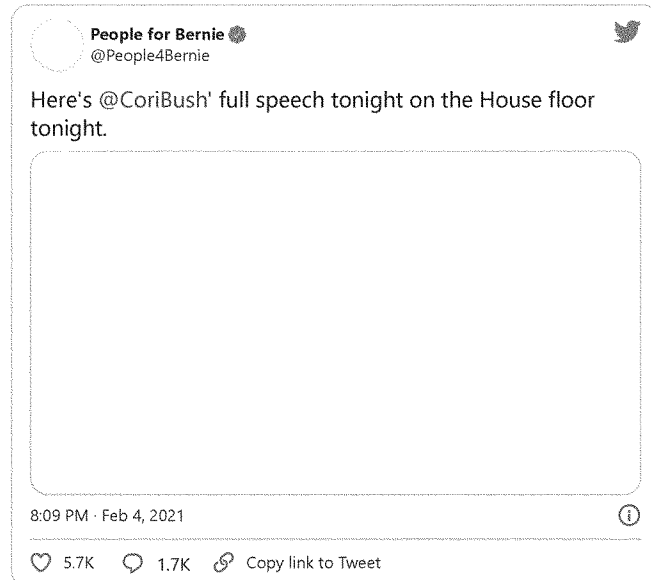 People for Bernie
@People4Bernie
Here's @CoriBush' full speech tonight on the House floor
tonight.
8:09 PM · Feb 4, 2021
5.7K 1.7K Copy link to Tweet